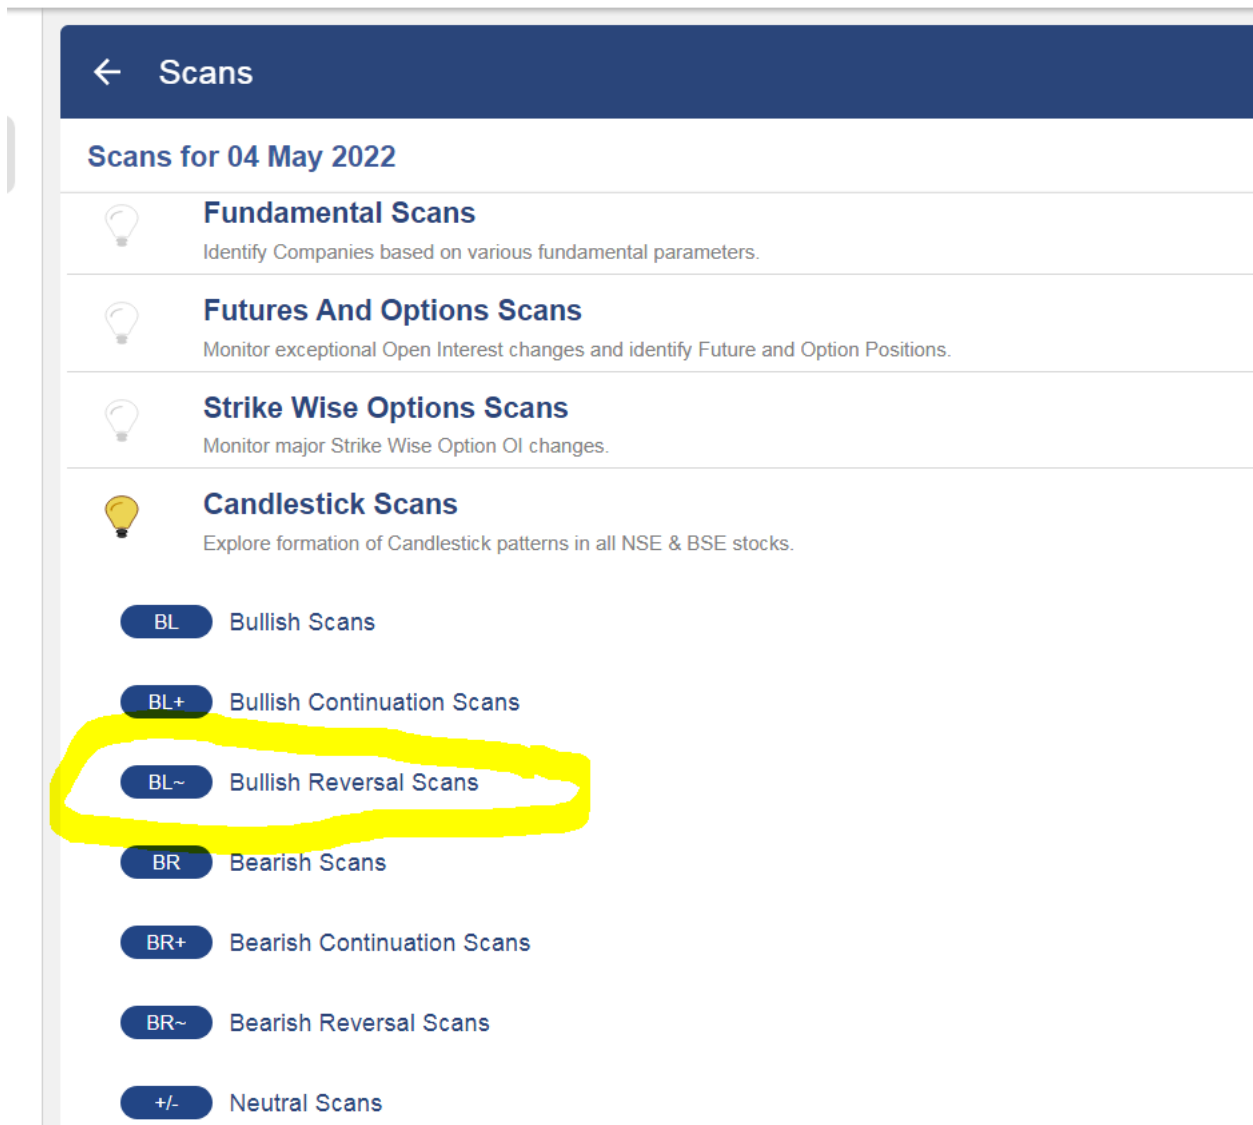 Scans
Scans for 04 May 2022
Fundamental Scans
Identify Companies based on various fundamental parameters.
Futures And Options Scans
Monitor exceptional Open Interest changes and identify Future and Option Positions.
Strike Wise Options Scans
Monitor major Strike Wise Option OI changes.
Candlestick Scans
Explore formation of Candlestick patterns in all NSE & BSE stocks.
BL Bullish Scans
BL+ Bullish Continuation Scans
BL~ Bullish Reversal Scans
BR Bearish Scans
BR+ Bearish Continuation Scans
BR~ Bearish Reversal Scans
+/- Neutral Scans